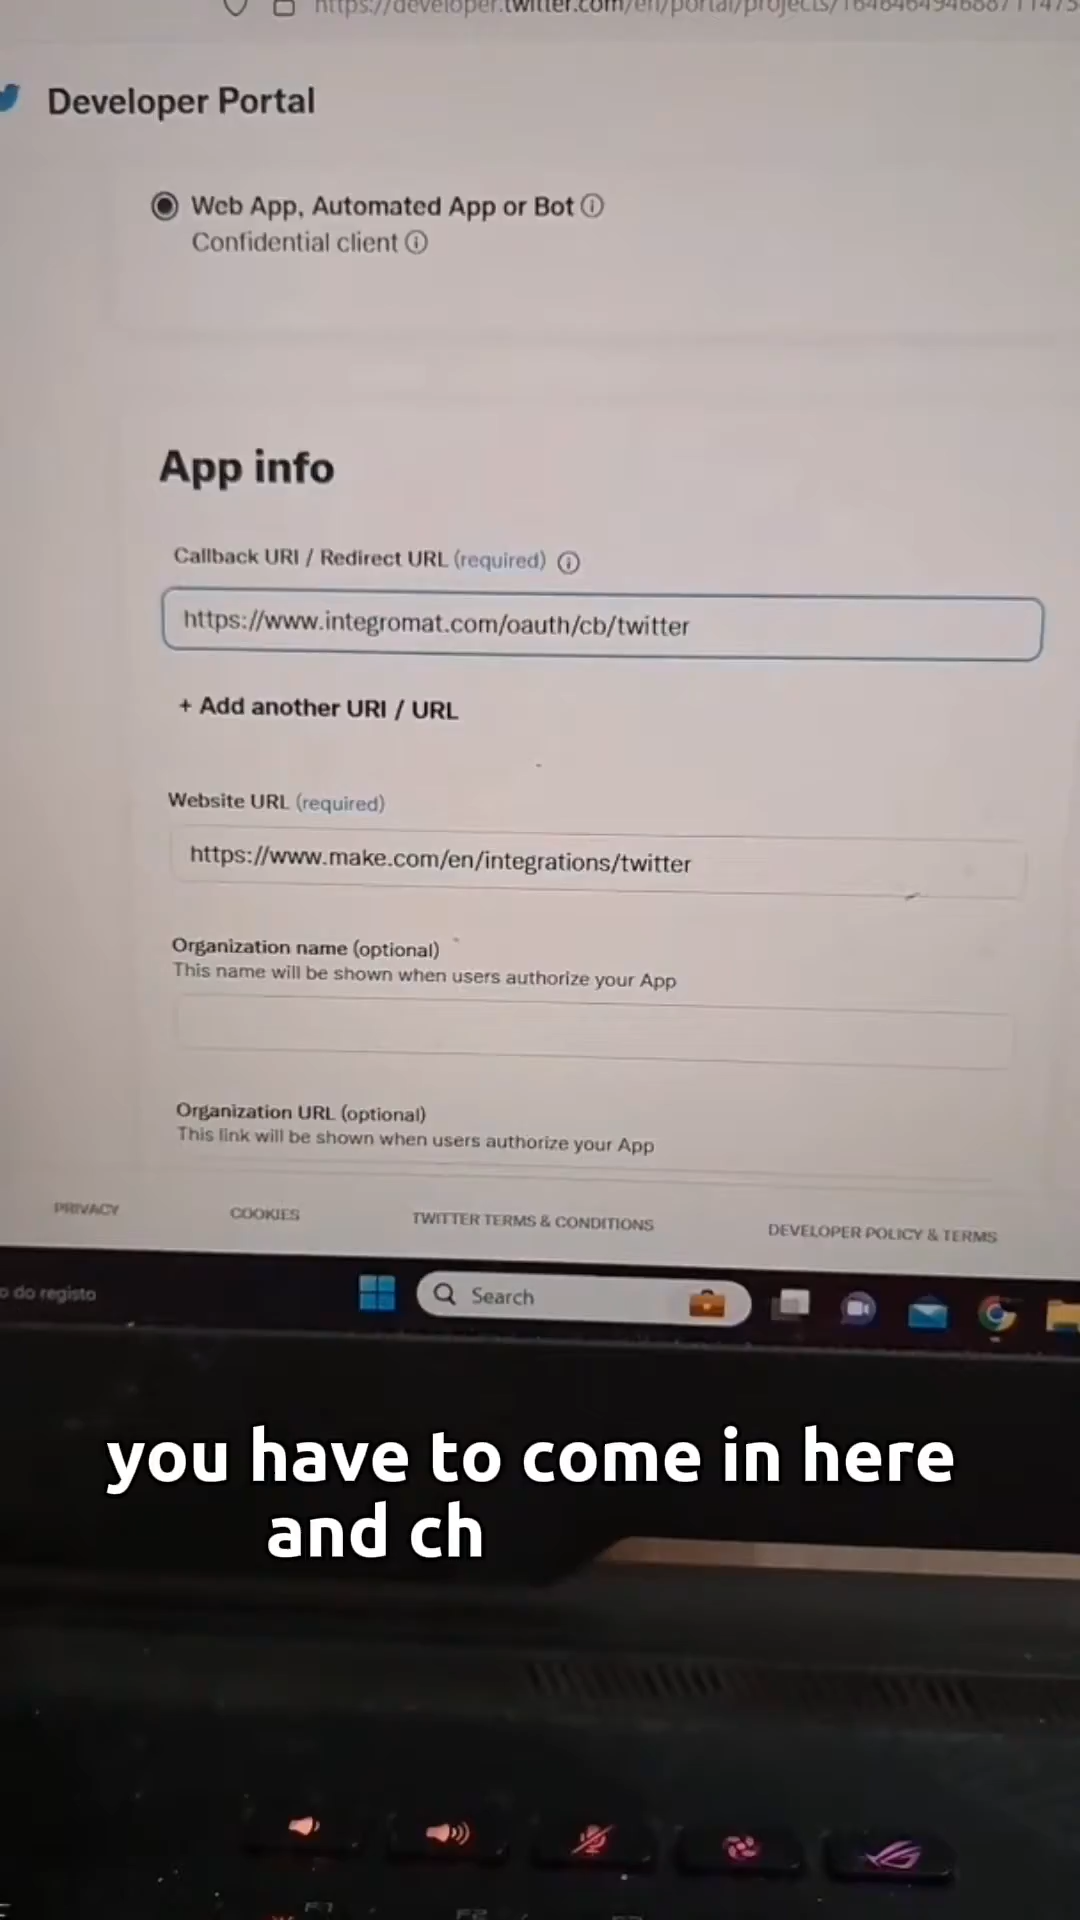 Developer Portal
Web App, Automated App or Bot
Confidential client
App info
Callback URI / Redirect URL (required)
https://www.integromat.com/oauth/cb/twitter
+ Add another URI / URL
Website URL (required)
https://www.make.com/en/integrations/twitter
Organization name (optional)
This name will be shown when users authorize your App
Organization URL (optional)
This link will be shown when users authorize your App
PRIVACY
COOKIES
TWITTER TERMS & CONDITIONS
DEVELOPER POLICY & TERMS
o do registo
Search
you have to come in here
and ch